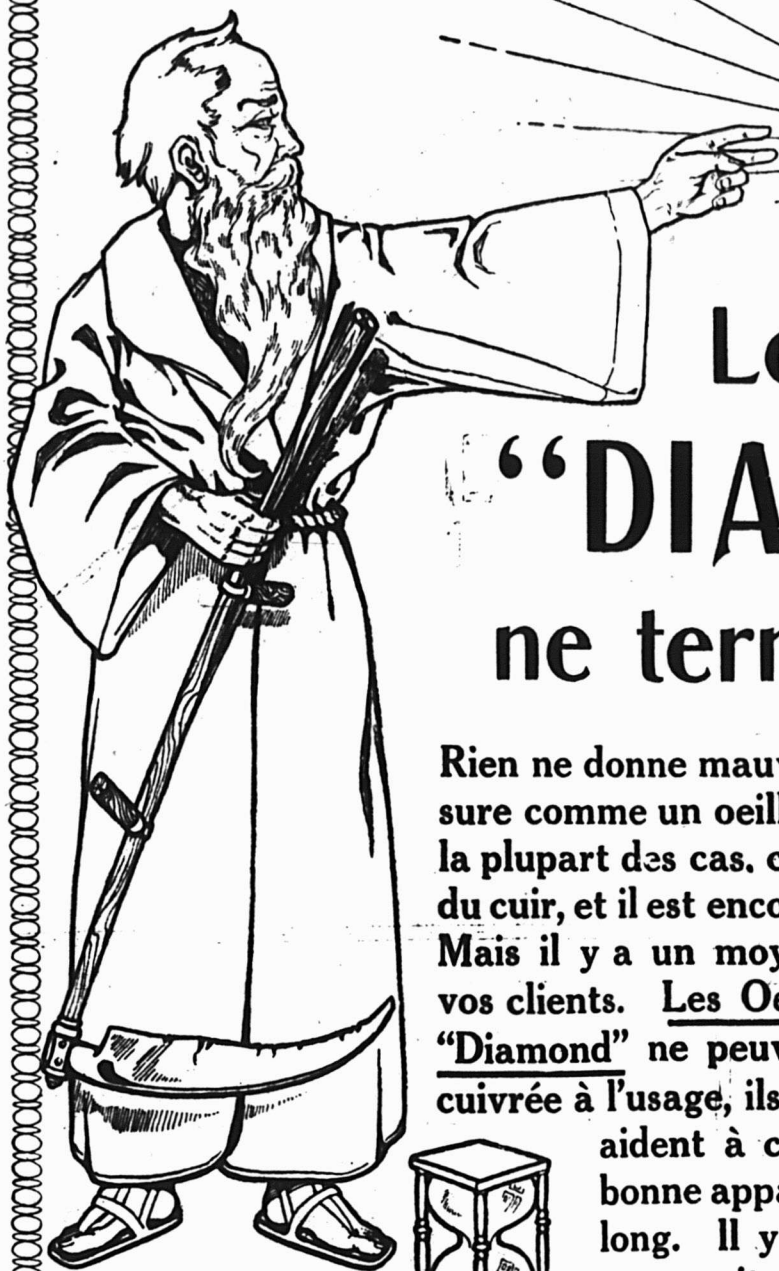 Le
“DIA
ne tern
Rien ne donne mauv
sure comme un oeill
la plupart des cas. c
du cuir, et il est enco
Mais il y a un moy
vos clients. Les Oe
“Diamond” ne peuv
cuivrée à l'usage, ils
aident à c
bonne appa
long. Il y